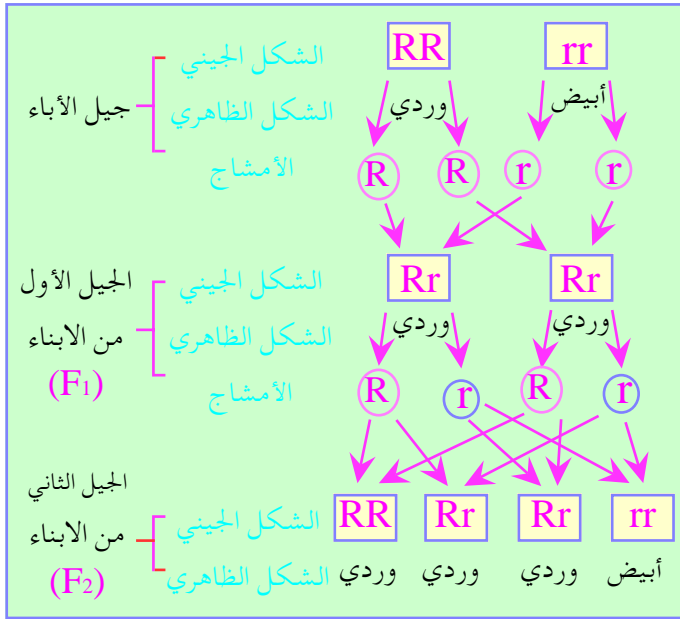 الشكل الجيني RR rr
جيل الأباء
الشكل الظاهري وردي أبيض
الأمشاج R R r r
الجيل الأول
من الابناء
(F1)
الشكل الجيني Rr Rr
الشكل الظاهري وردي وردي
الأمشاج R r R r
الجيل الثاني
من الابناء
(F2)
الشكل الجيني RR Rr Rr rr
الشكل الظاهري وردي وردي وردي أبيض